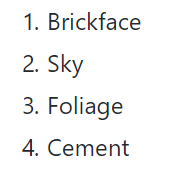 1. Brickface
2. Sky
3. Foliage
4. Cement